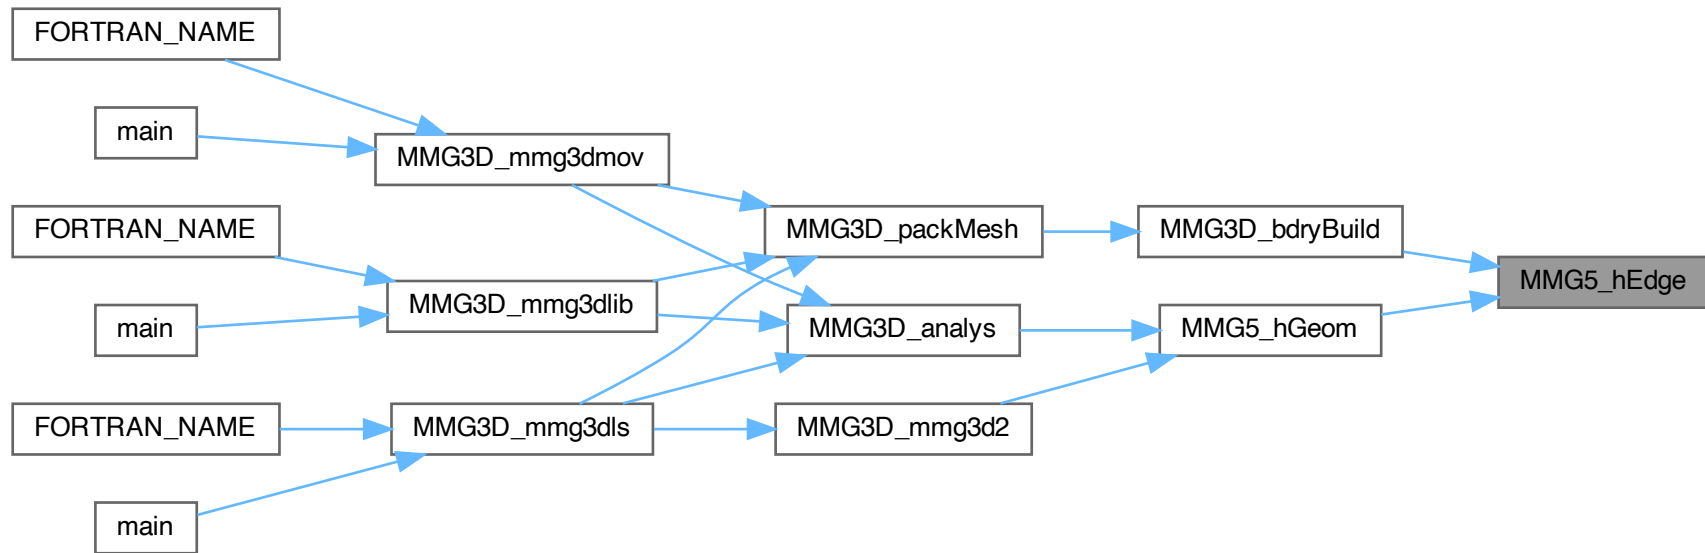 FORTRAN_NAME
main
MMG3D_mmg3dmov
FORTRAN_NAME
MMG3D_packMesh
MMG3D_bdryBuild
MMG5_hEdge
MMG3D_mmg3dlib
main
MMG3D_analys
MMG5_hGeom
FORTRAN_NAME
MMG3D_mmg3dls
MMG3D_mmg3d2
main